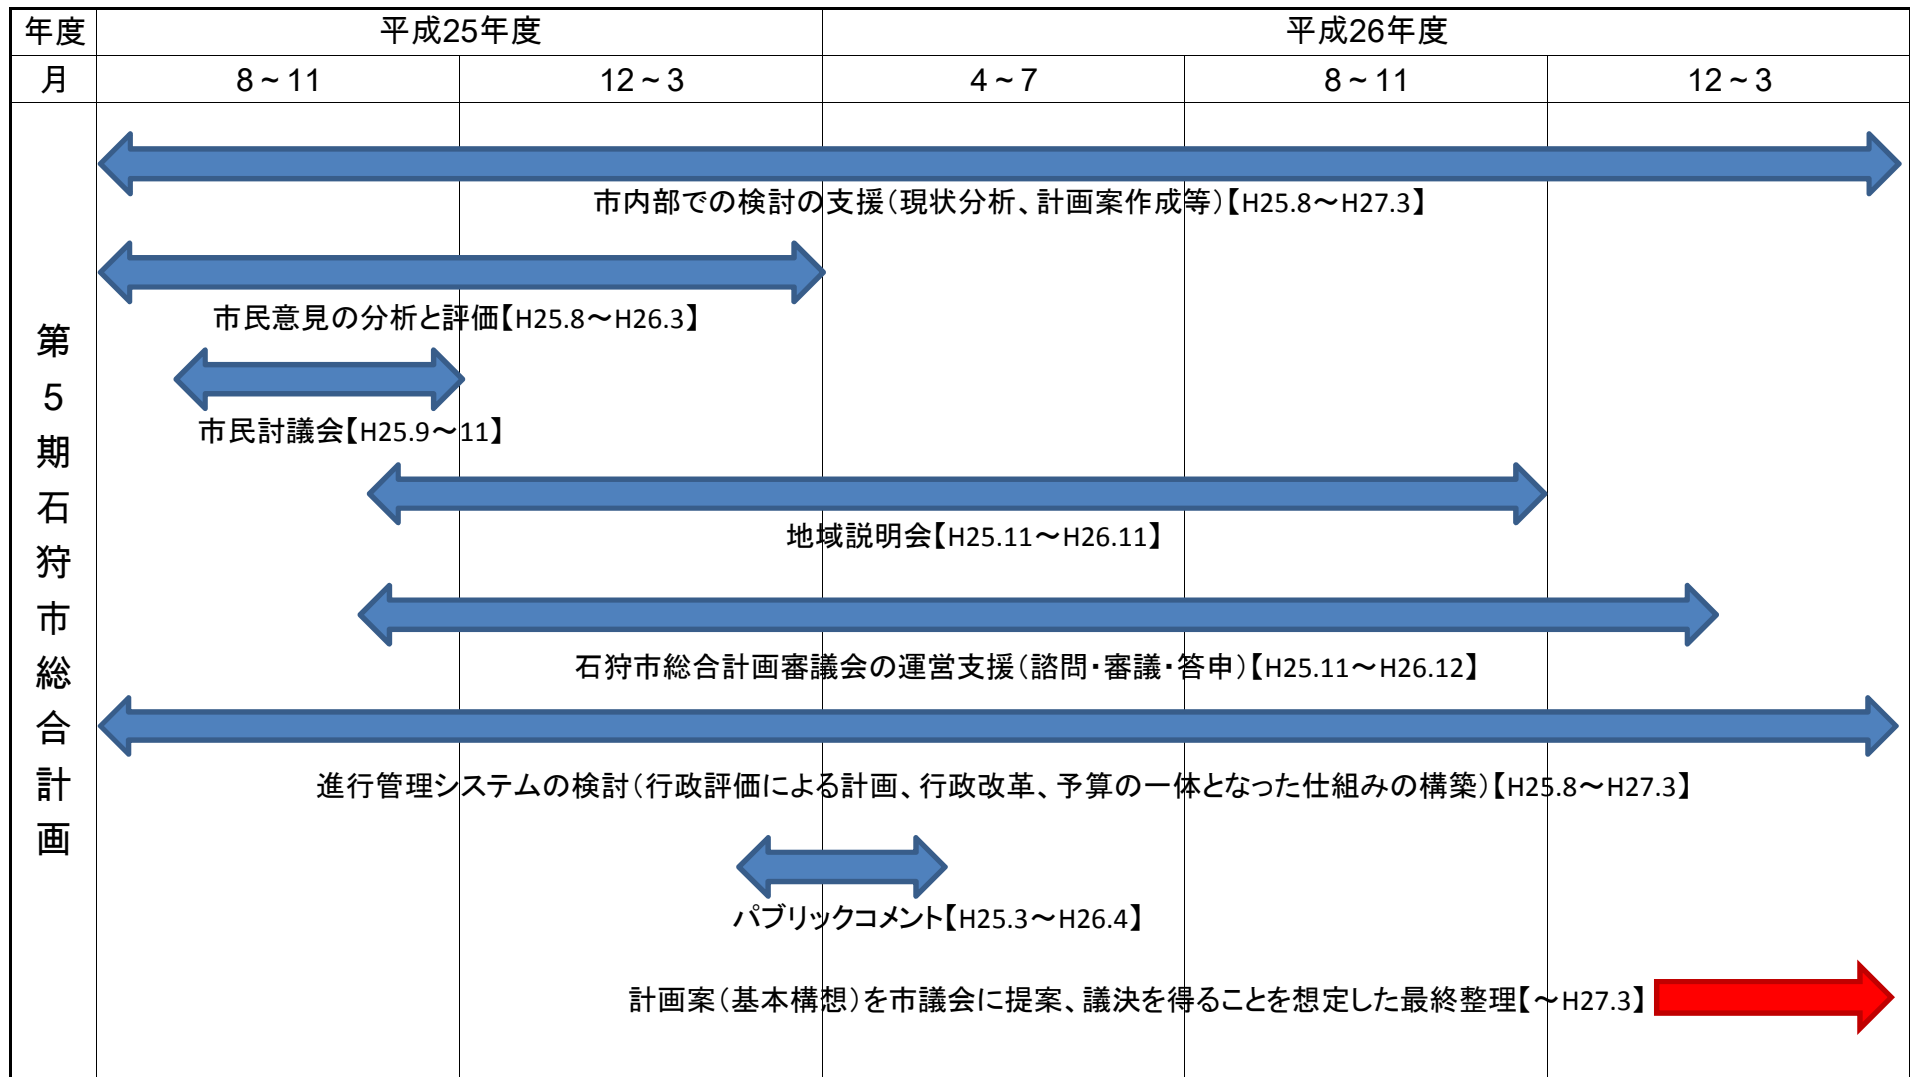 年度 平成25年度 平成26年度
月 8～11 12～3 4～7 8～11 12～3
第5期石狩市総合計画
市内部での検討の支援(現状分析、計画案作成等)【H25.8～H27.3】
市民意見の分析と評価【H25.8～H26.3】
市民討議会【H25.9～11】
地域説明会【H25.11～H26.11】
石狩市総合計画審議会の運営支援(諮問・審議・答申)【H25.11～H26.12】
進行管理システムの検討(行政評価による計画、行政改革、予算の一体となった仕組みの構築)【H25.8～H27.3】
パブリックコメント【H25.3～H26.4】
計画案(基本構想)を市議会に提案、議決を得ることを想定した最終整理【～H27.3】